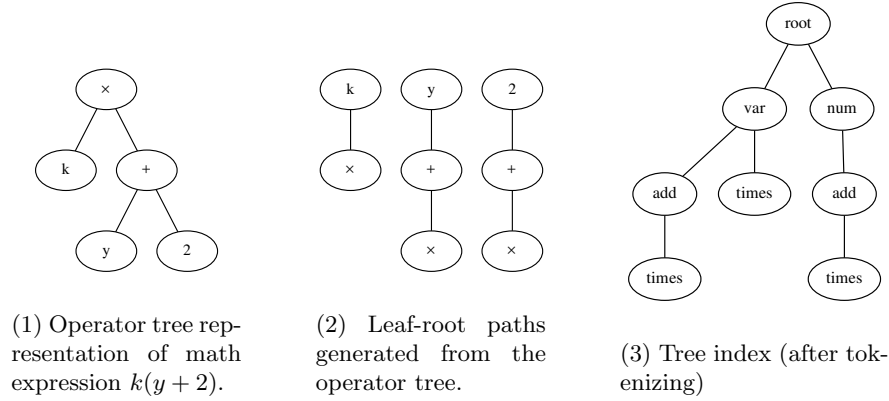 ×
k
+
y
2
(1) Operator tree rep-
resentation of math
expression k(y + 2).
k
y
2
×
+
+
×
×
(2) Leaf-root paths
generated from the
operator tree.
root
var
num
add
times
add
times
times
(3) Tree index (after tok-
enizing)